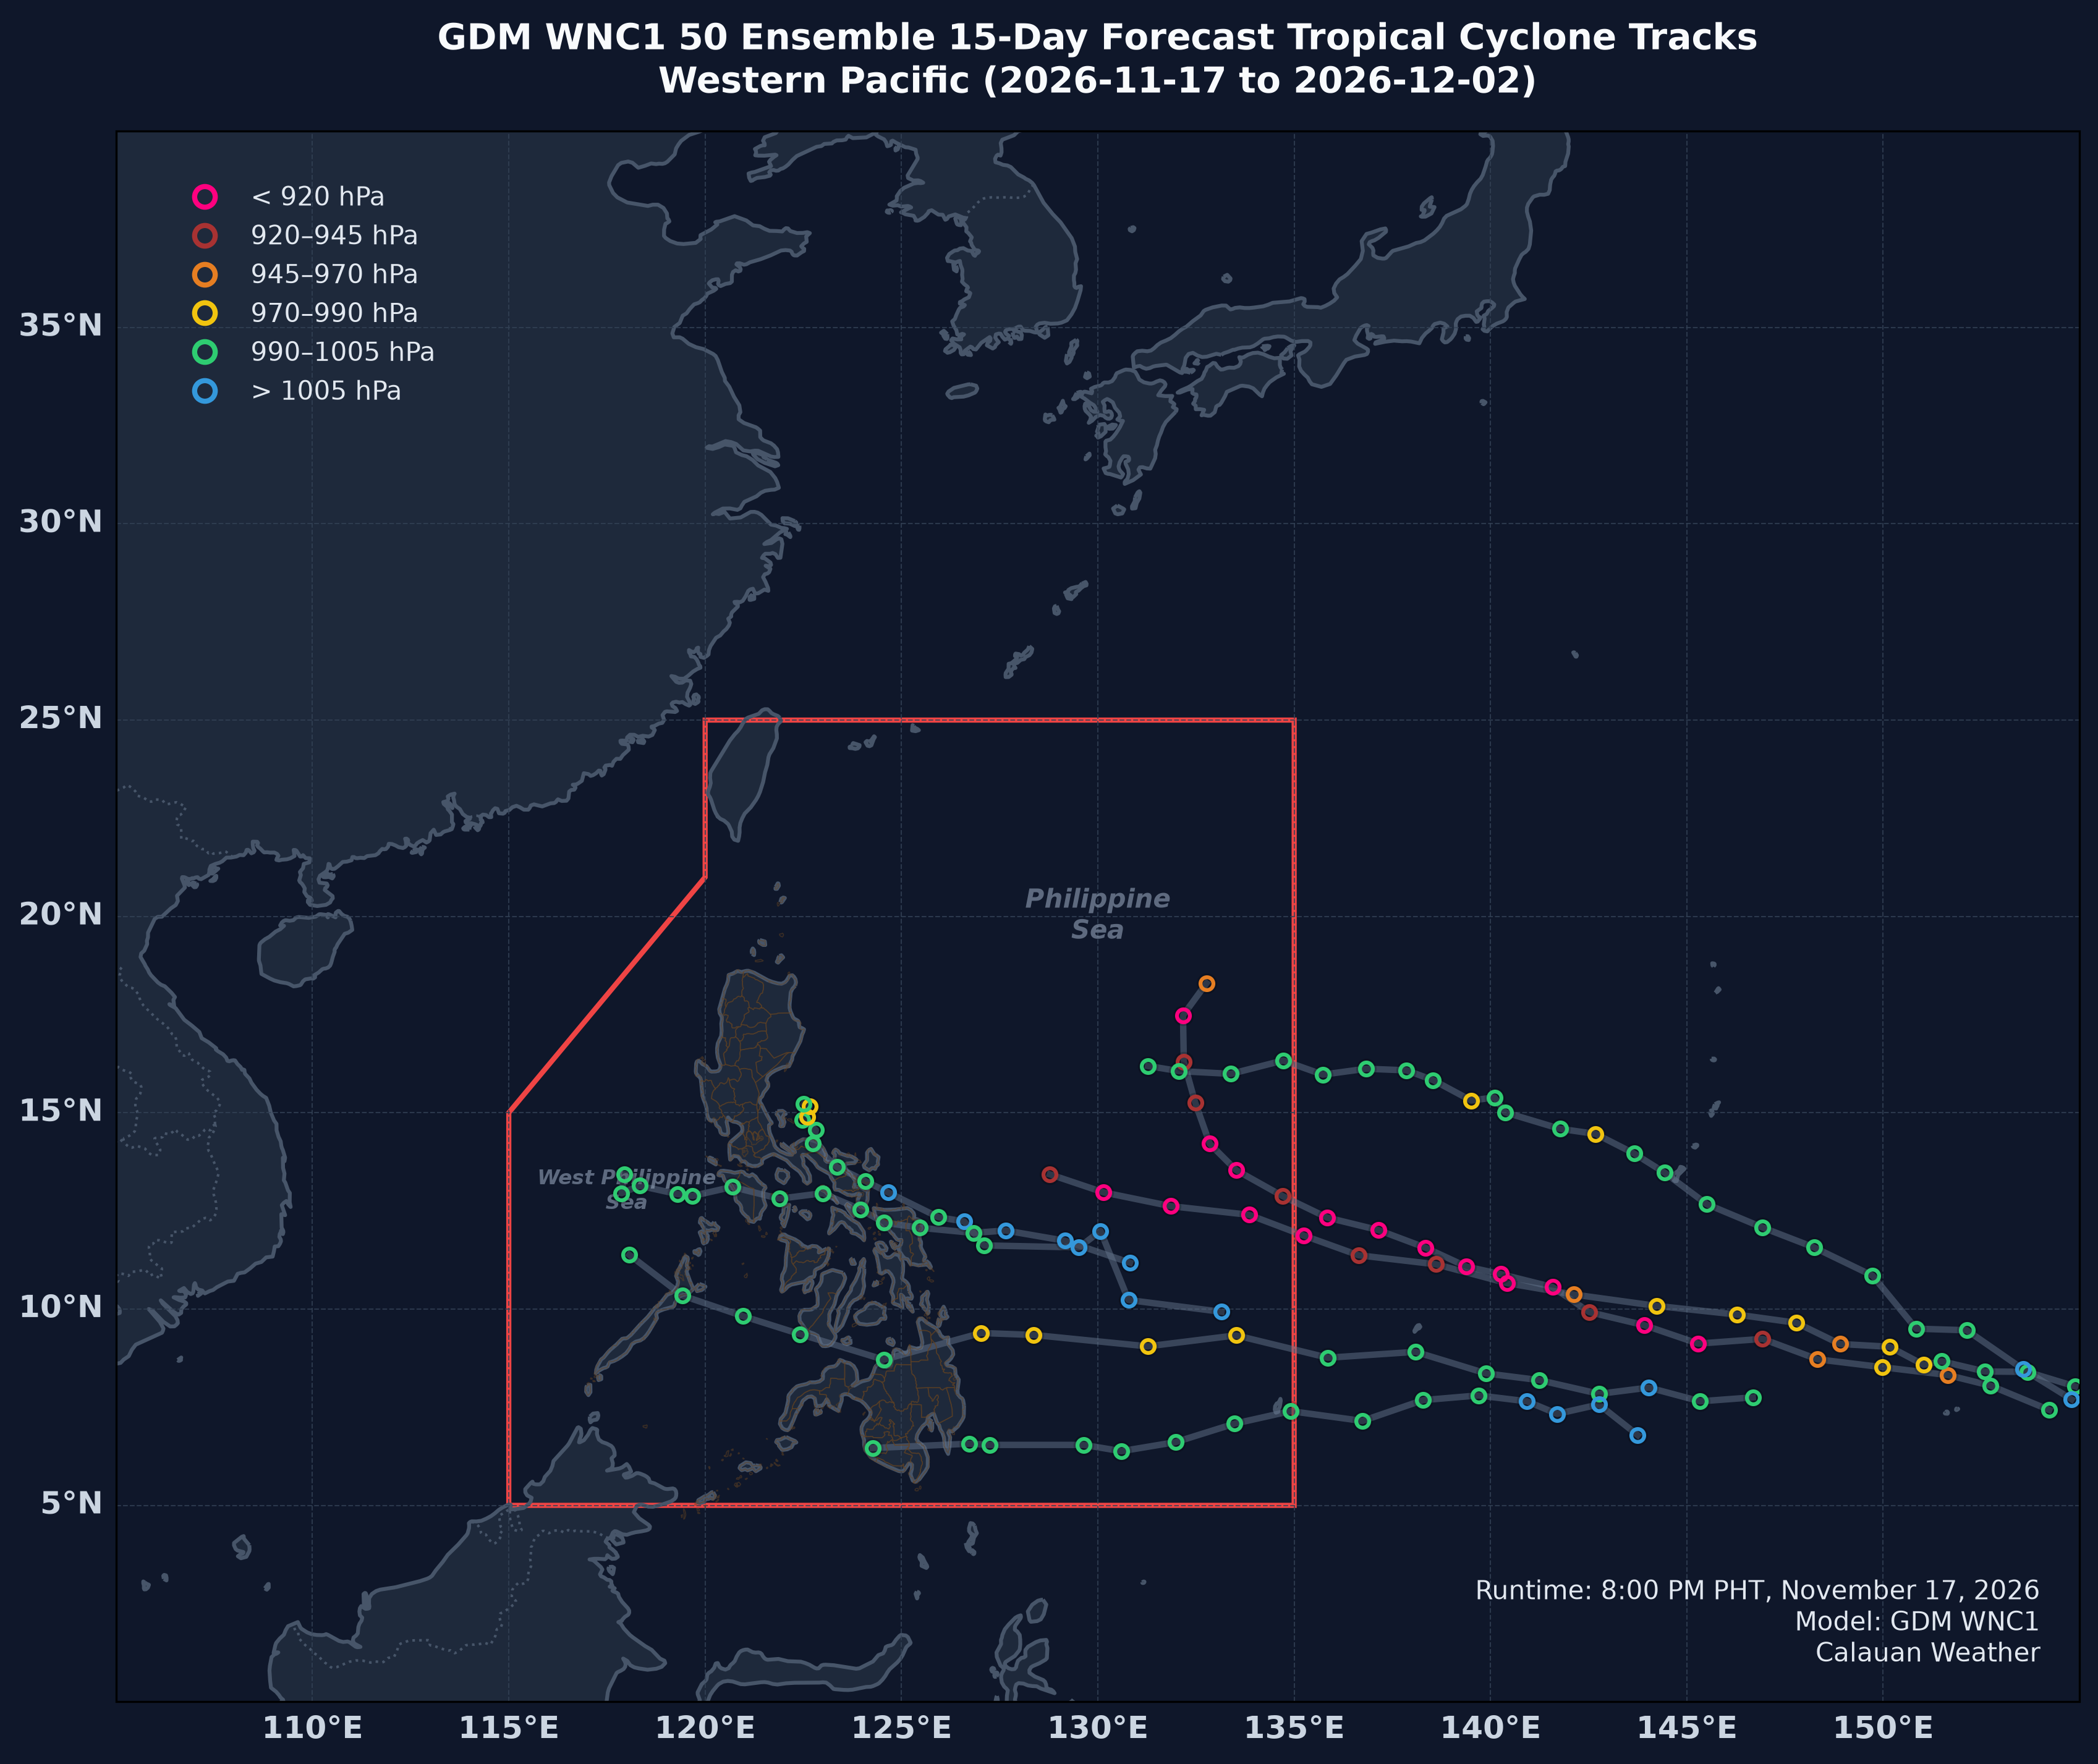 GDM WNC1 50 Ensemble 15-Day Forecast Tropical Cyclone Tracks
Western Pacific (2026-11-17 to 2026-12-02)
< 920 hPa
920–945 hPa
945–970 hPa
970–990 hPa
990–1005 hPa
> 1005 hPa
35°N
30°N
25°N
20°N
15°N
10°N
5°N
Philippine
Sea
West Philippine
Sea
Runtime: 8:00 PM PHT, November 17, 2026
Model: GDM WNC1
Calauan Weather
110°E
115°E
120°E
125°E
130°E
135°E
140°E
145°E
150°E